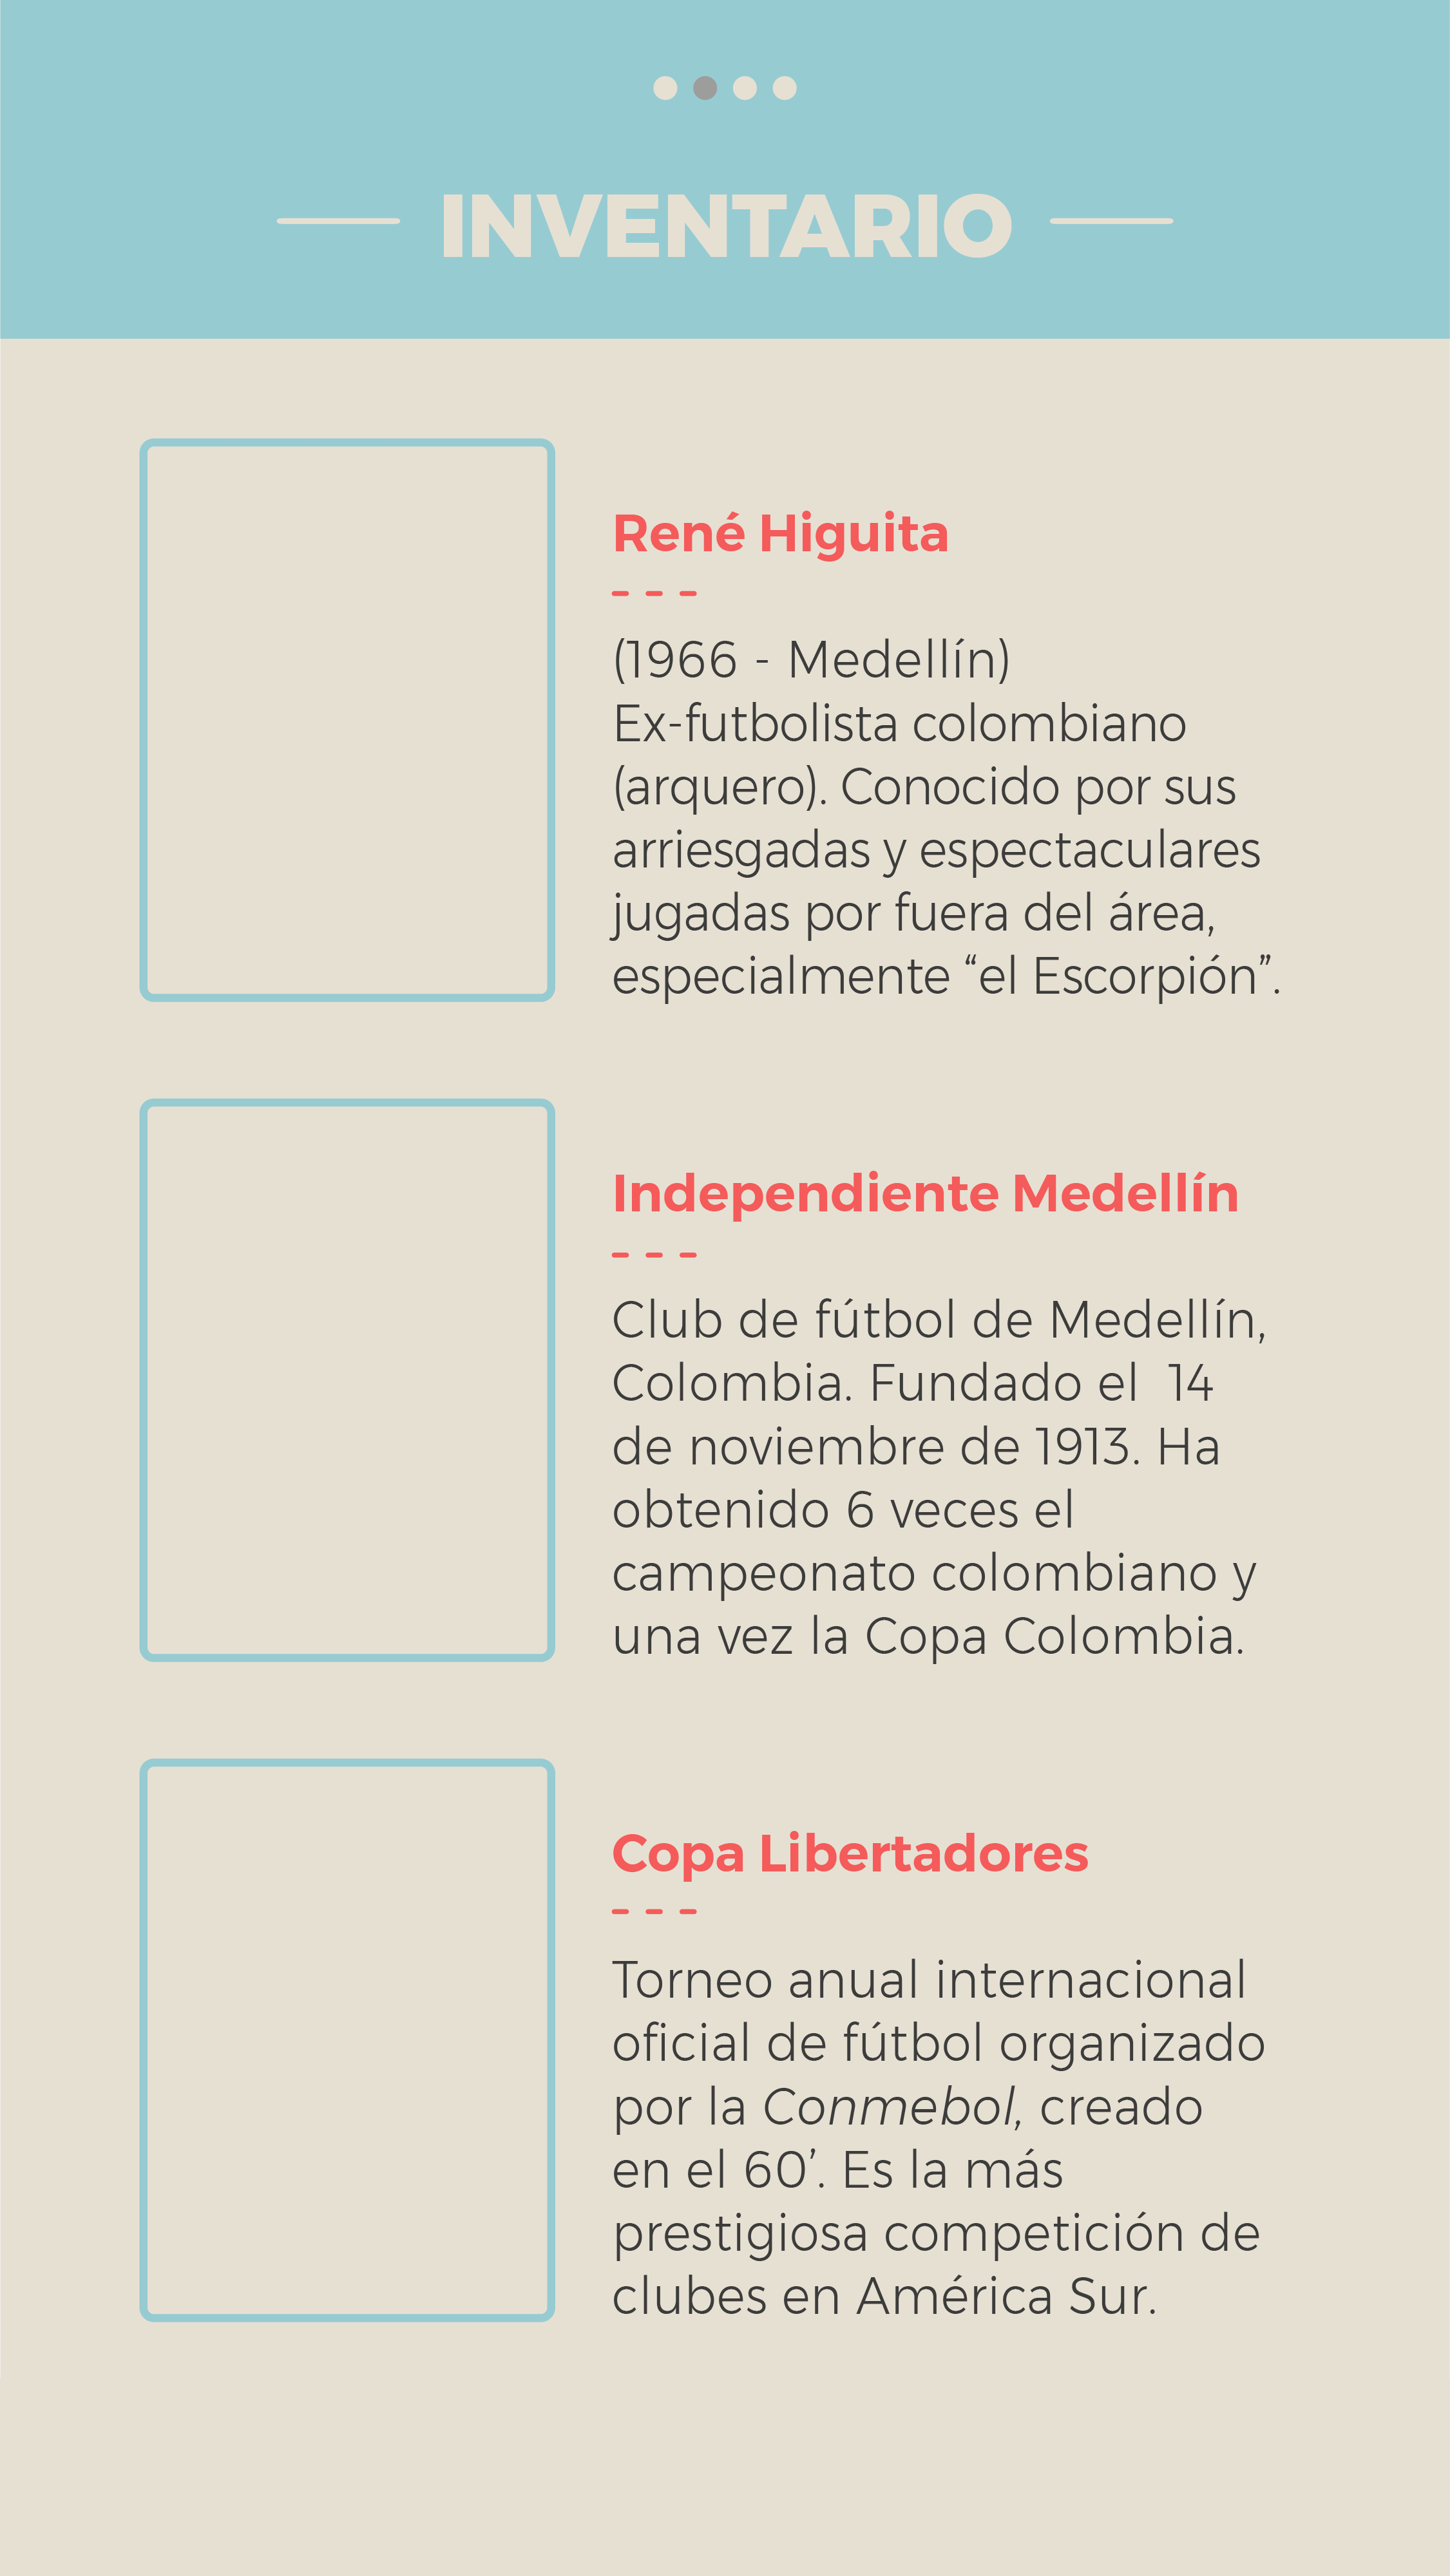 INVENTARIO
René Higuita
(1966 - Medellín)
Ex-futbolista colombiano
(arquero). Conocido por sus
arriesgadas y espectaculares
jugadas por fuera del área,
especialmente “el Escorpión”.
Independiente Medellín
Club de fútbol de Medellín,
Colombia. Fundado el  14
de noviembre de 1913. Ha
obtenido 6 veces el
campeonato colombiano y
una vez la Copa Colombia.
Copa Libertadores
Torneo anual internacional
oficial de fútbol organizado
por la Conmebol, creado
en el 60’. Es la más
prestigiosa competición de
clubes en América Sur.